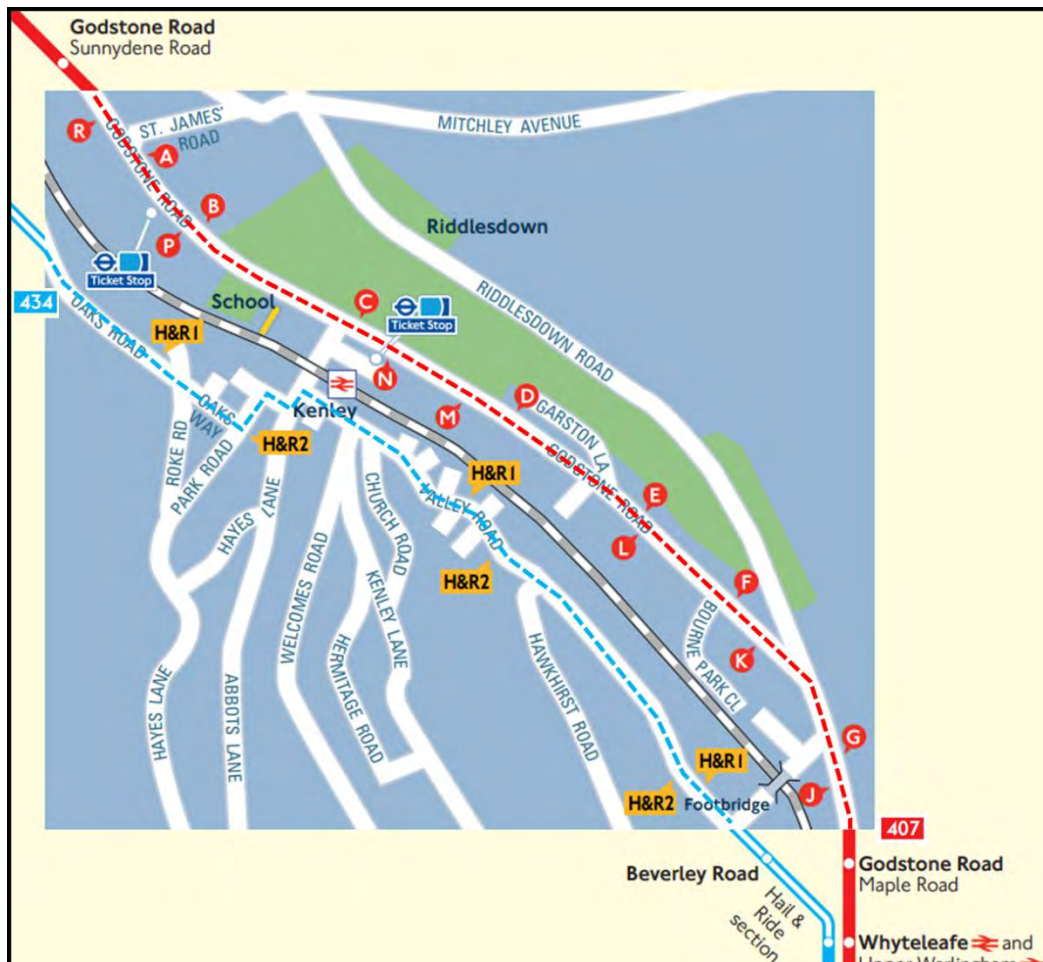 Godstone Road
Sunnydene Road
R
ST. JAMES'
ROAD
MITCHLEY AVENUE
A
GODSTONE ROAD
B
P
Riddlesdown
Ticket Stop
434
School
C
Ticket Stop
RIDDLESDOWN ROAD
OAKS ROAD
H&R1
N
Kenley
D
GARSTON LA
M
OAKS
WAY
H&R2
ROKE RD
PARK ROAD
GODSTONE ROAD
H&R1
HAYES LANE
CHURCH ROAD
VALLEY ROAD
E
L
H&R2
F
WELCOMES ROAD
KENLEY LANE
HERMITAGE ROAD
HAWKHIRST ROAD
BOURNE PARK CL
K
HAYES LANE
ABBOTS LANE
G
H&R1
H&R2
Footbridge
J
407
Beverley Road
Godstone Road
Maple Road
Hail &
Ride
section
Whyteleafe and
Upper Warlingham